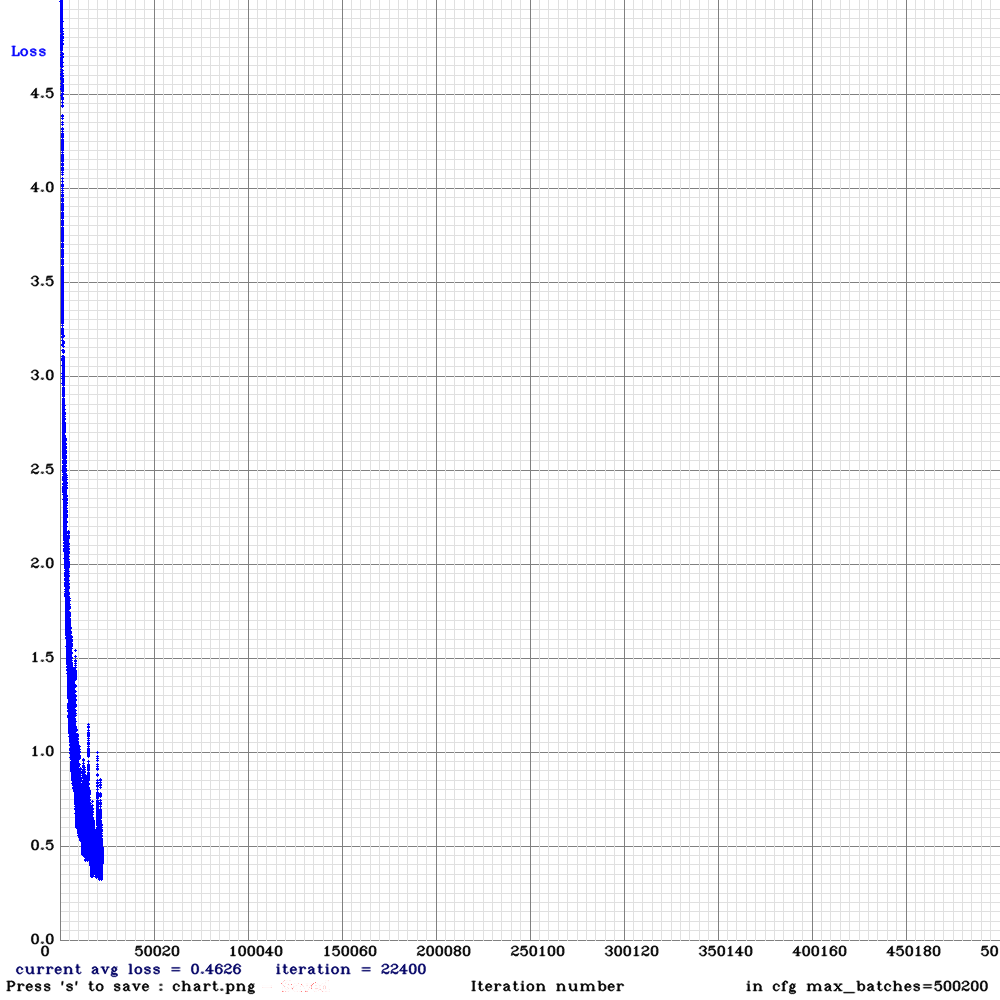 Loss
4.5
4.0
3.5
3.0
2.5
2.0
1.5
1.0
0.5
0.0
0 50020 100040 150060 200080 250100 300120 350140 400160 450180 50
current avg loss = 0.4626 iteration = 22400
Press 's' to save : chart.png - Iteration number in cfg max_batches=500200